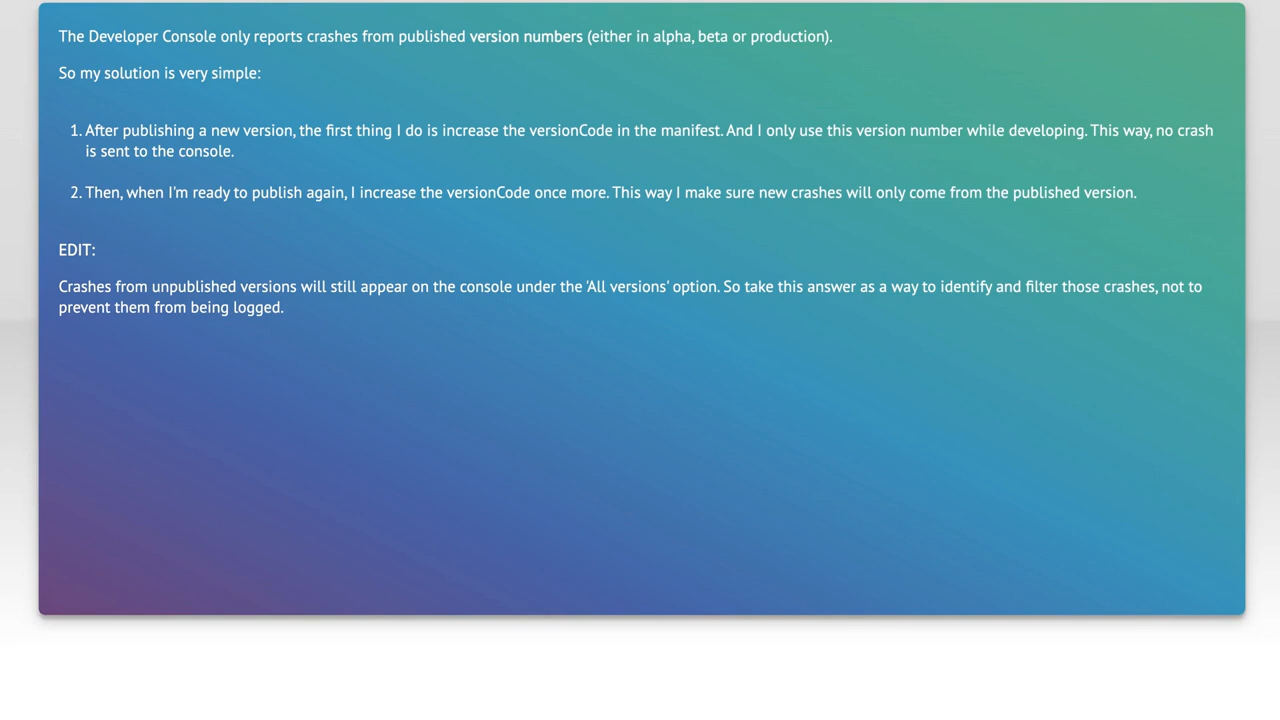 The Developer Console only reports crashes from published version numbers (either in alpha, beta or production).
So my solution is very simple:
1. After publishing a new version, the first thing I do is increase the versionCode in the manifest. And I only use this version number while developing. This way, no crash
is sent to the console.
2. Then, when I'm ready to publish again, I increase the versionCode once more. This way I make sure new crashes will only come from the published version.
EDIT:
Crashes from unpublished versions will still appear on the console under the 'All versions' option. So take this answer as a way to identify and filter those crashes, not to
prevent them from being logged.